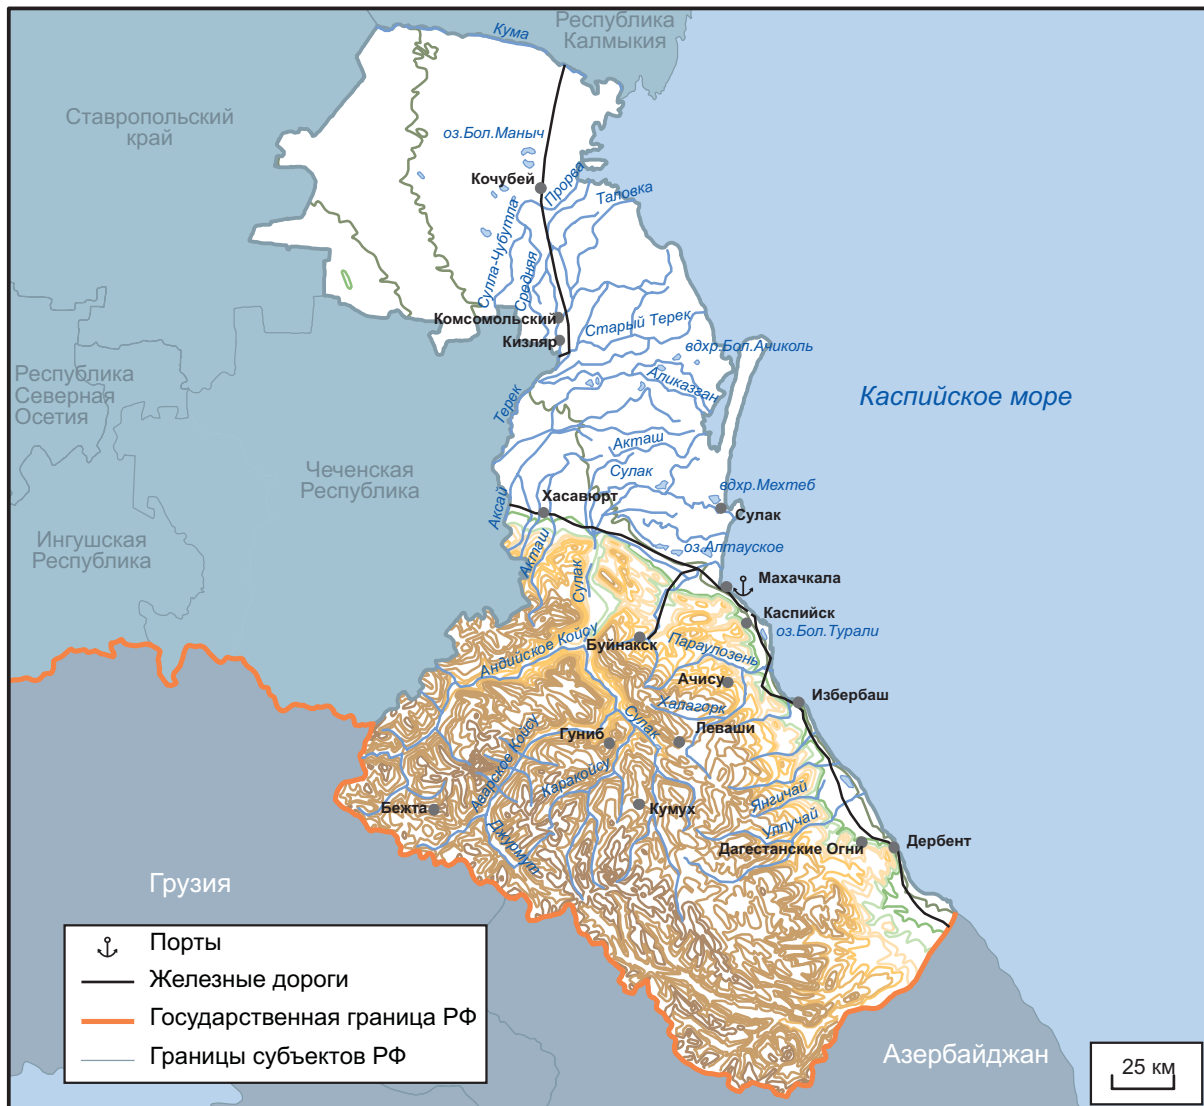 Республика
Калмыкия
Кума
Ставропольский
край
оз.Бол.Маныч
Кочубей
Прорва
Таловка
Сулла-Чубутла
Средняя
Комсомольский
Кизляр
Старый Терек
вдхр.Бол.Ачиколь
Аликазган
Республика
Северная
Осетия
Терек
Каспийское море
Акташ
Сулак
Чеченская
Республика
вдхр.Мехтеб
Хасавюрт
Сулак
Аксай
Ингушская
Республика
Акташ
Сулак
оз.Алтауское
Махачкала
Каспийск
оз.Бол.Турали
Андийское Койсу
Буйнакск
Параулозень
Ачису
Избербаш
Халагорк
Сулак
Леваши
Гуниб
Аварское Койсу
Каракойсу
Бежта
Кумух
Янгичай
Уллучай
Джурмут
Дагестанские Огни
Дербент
Грузия
Порты
Железные дороги
Государственная граница РФ
Границы субъектов РФ
Азербайджан
25 км